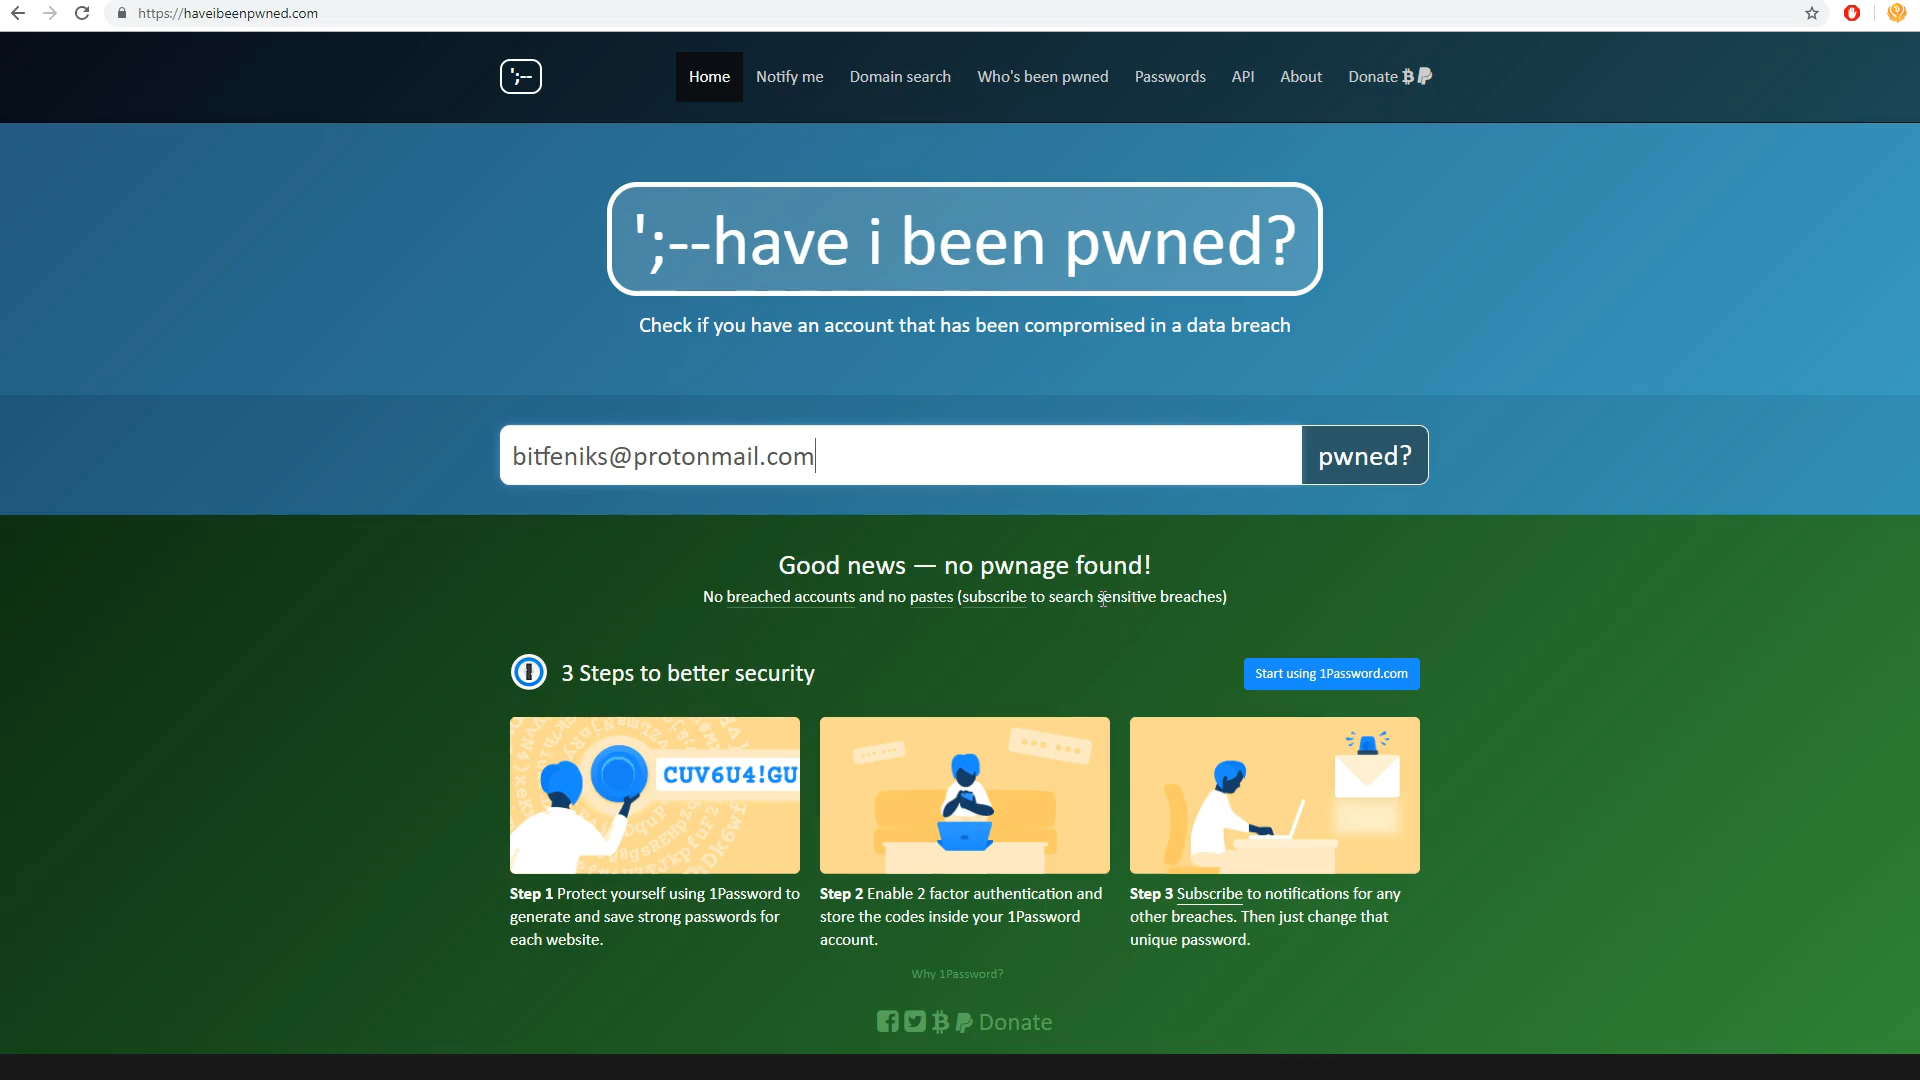 https://haveibeenpwned.com
';--
Home Notify me Domain search Who's been pwned Passwords API About Donate
';--have i been pwned?
Check if you have an account that has been compromised in a data breach
bitfeniks@protonmail.com
pwned?
Good news — no pwnage found!
No breached accounts and no pastes (subscribe to search sensitive breaches)
3 Steps to better security
Start using 1Password.com
CUV6U4!GU
Step 1 Protect yourself using 1Password to
generate and save strong passwords for
each website.
Step 2 Enable 2 factor authentication and
store the codes inside your 1Password
account.
Step 3 Subscribe to notifications for any
other breaches. Then just change that
unique password.
Why 1Password?
Donate